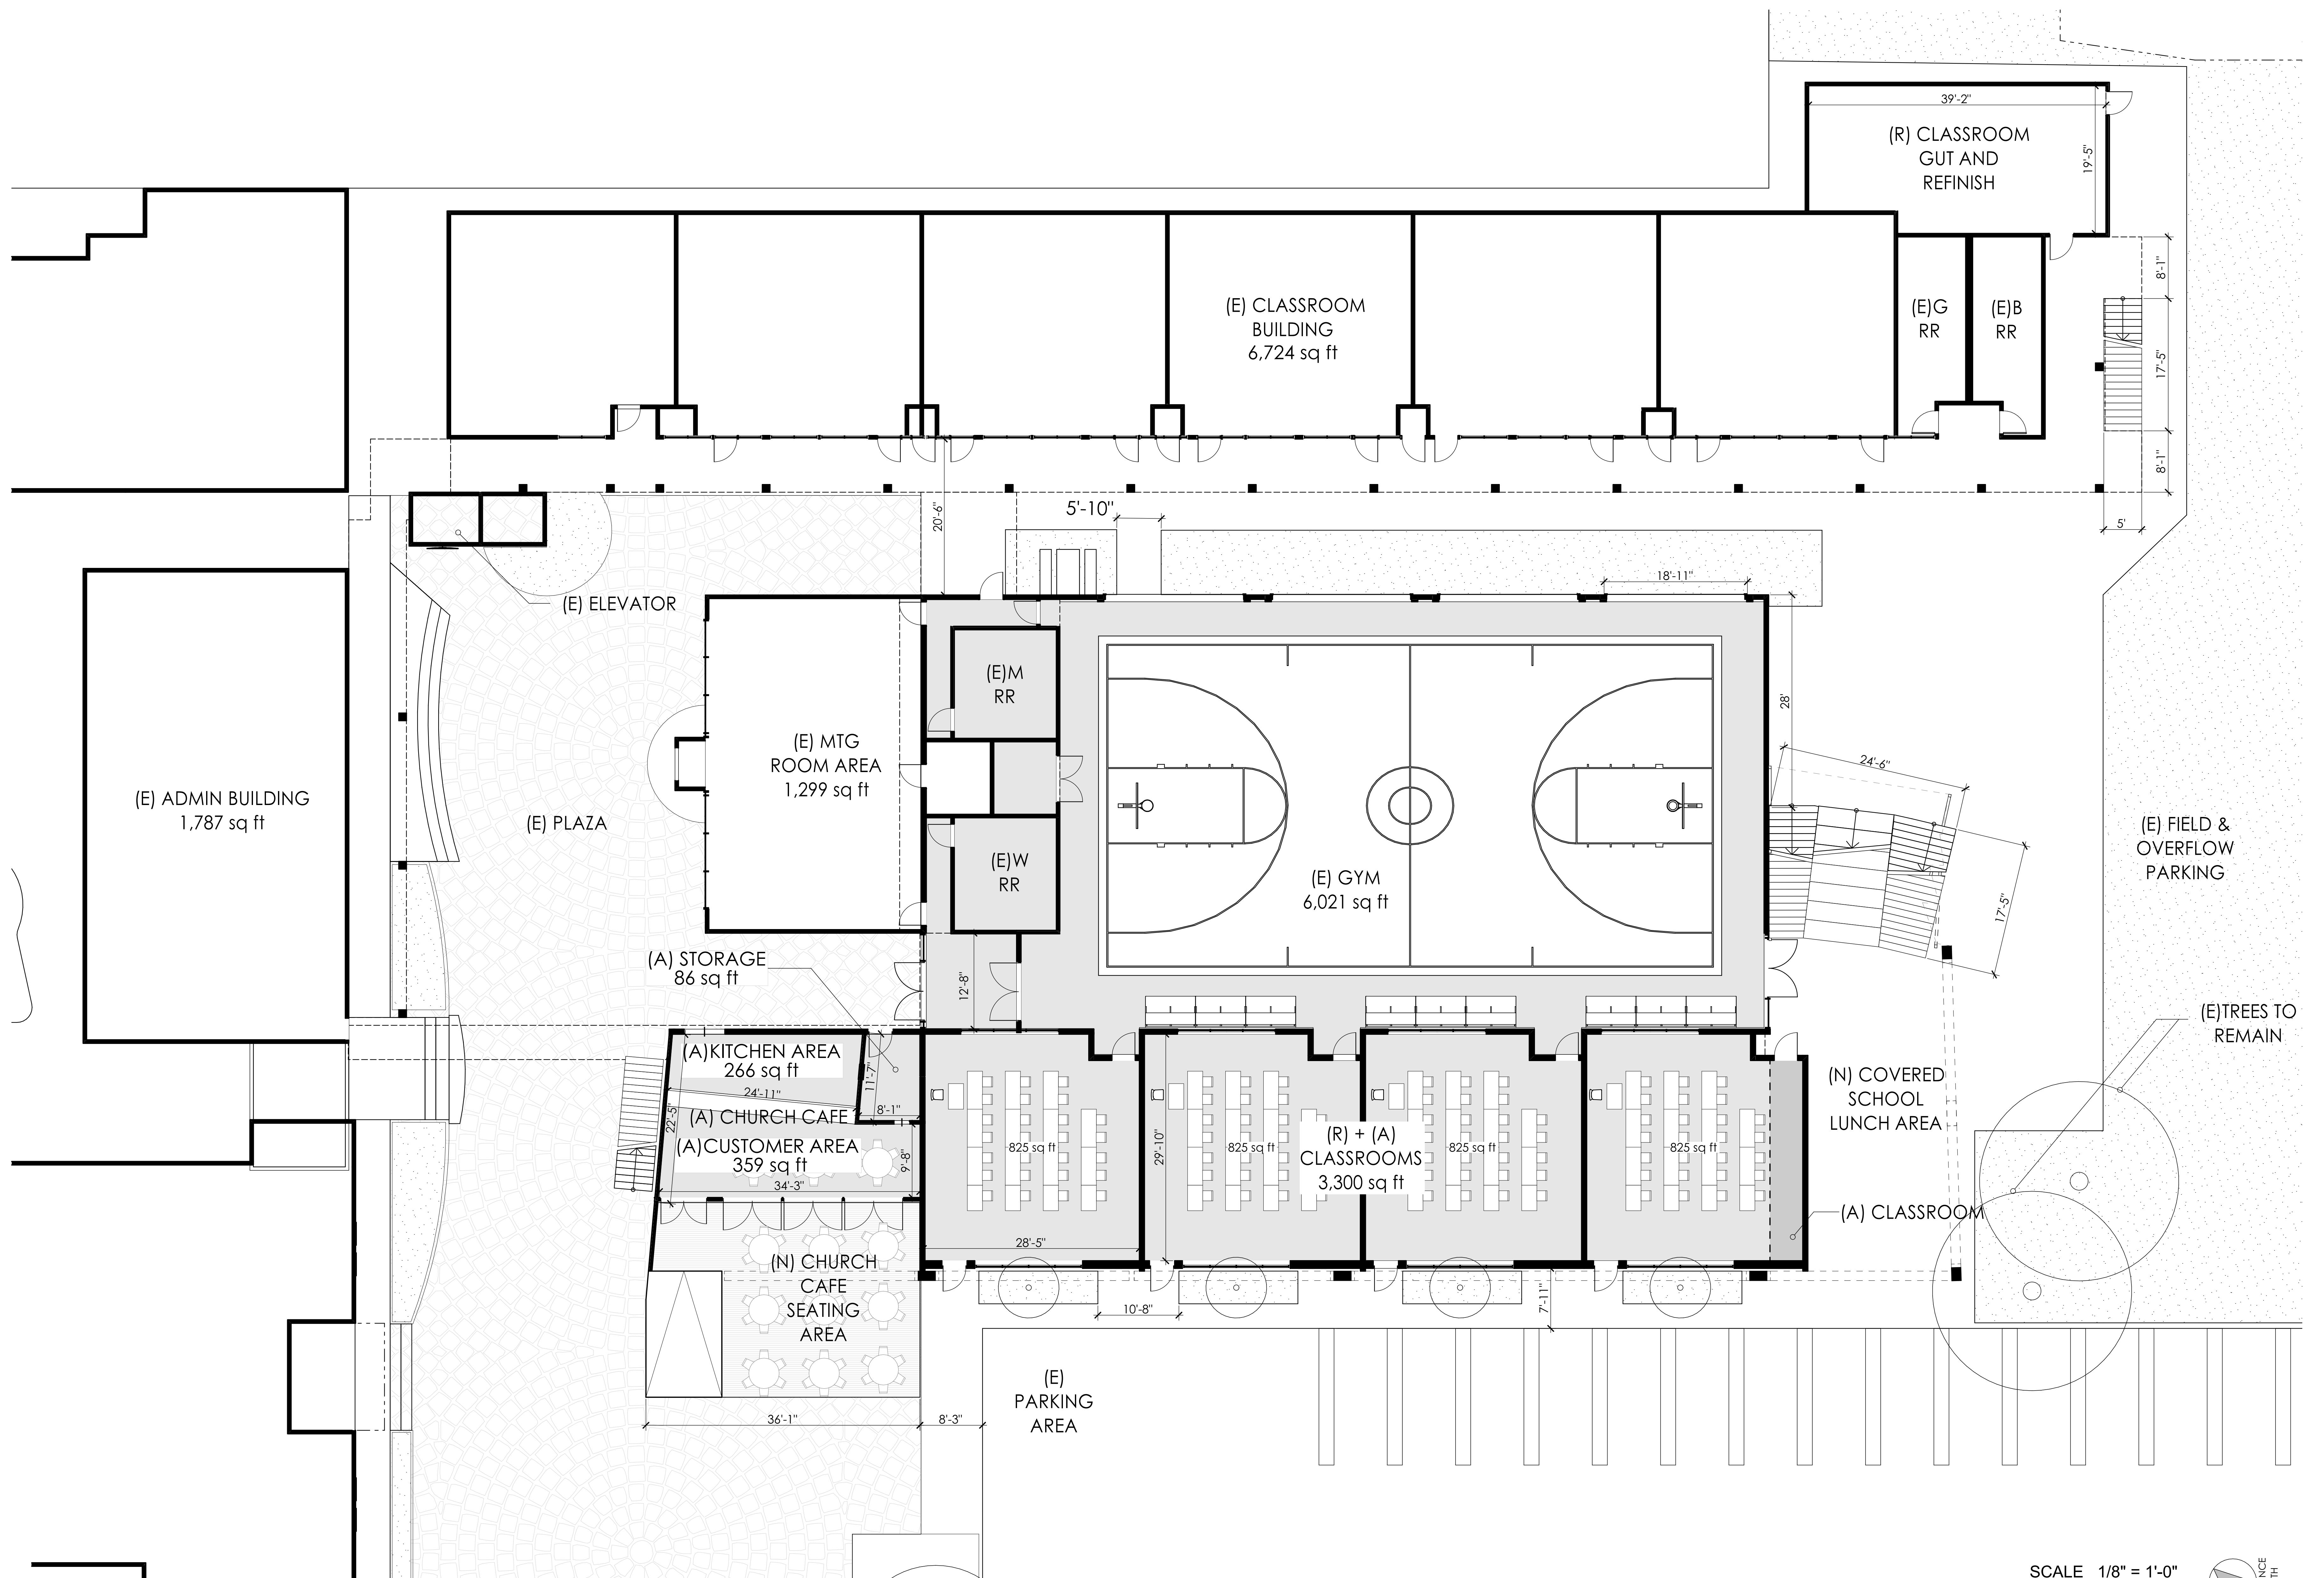 39'-2"
(R) CLASSROOM
GUT AND
REFINISH
19'-5"
(E) CLASSROOM
BUILDING
6,724 sq ft
(E)G
RR
(E)B
RR
8'-1"
17'-5"
8'-1"
5'
20'-6"
5'-10"
18'-11"
(E) ELEVATOR
28'
24'-6"
17'-5"
(E)M
RR
(E) MTG
ROOM AREA
1,299 sq ft
(E) ADMIN BUILDING
1,787 sq ft
(E) PLAZA
(E)W
RR
(E) GYM
6,021 sq ft
(E) FIELD &
OVERFLOW
PARKING
(A) STORAGE
86 sq ft
12'-8"
(E)TREES TO
REMAIN
(A)KITCHEN AREA
266 sq ft
24'-11"
11'-7"
8'-1"
22'-5"
(A) CHURCH CAFE
(A)CUSTOMER AREA
359 sq ft
9'-8"
34'-3"
825 sq ft
29'-10"
825 sq ft
(R) + (A)
CLASSROOMS
3,300 sq ft
825 sq ft
825 sq ft
(N) COVERED
SCHOOL
LUNCH AREA
(A) CLASSROOM
28'-5"
(N) CHURCH
CAFE
SEATING
AREA
10'-8"
7'-11"
(E)
PARKING
AREA
36'-1"
8'-3"
SCALE 1/8" = 1'-0"